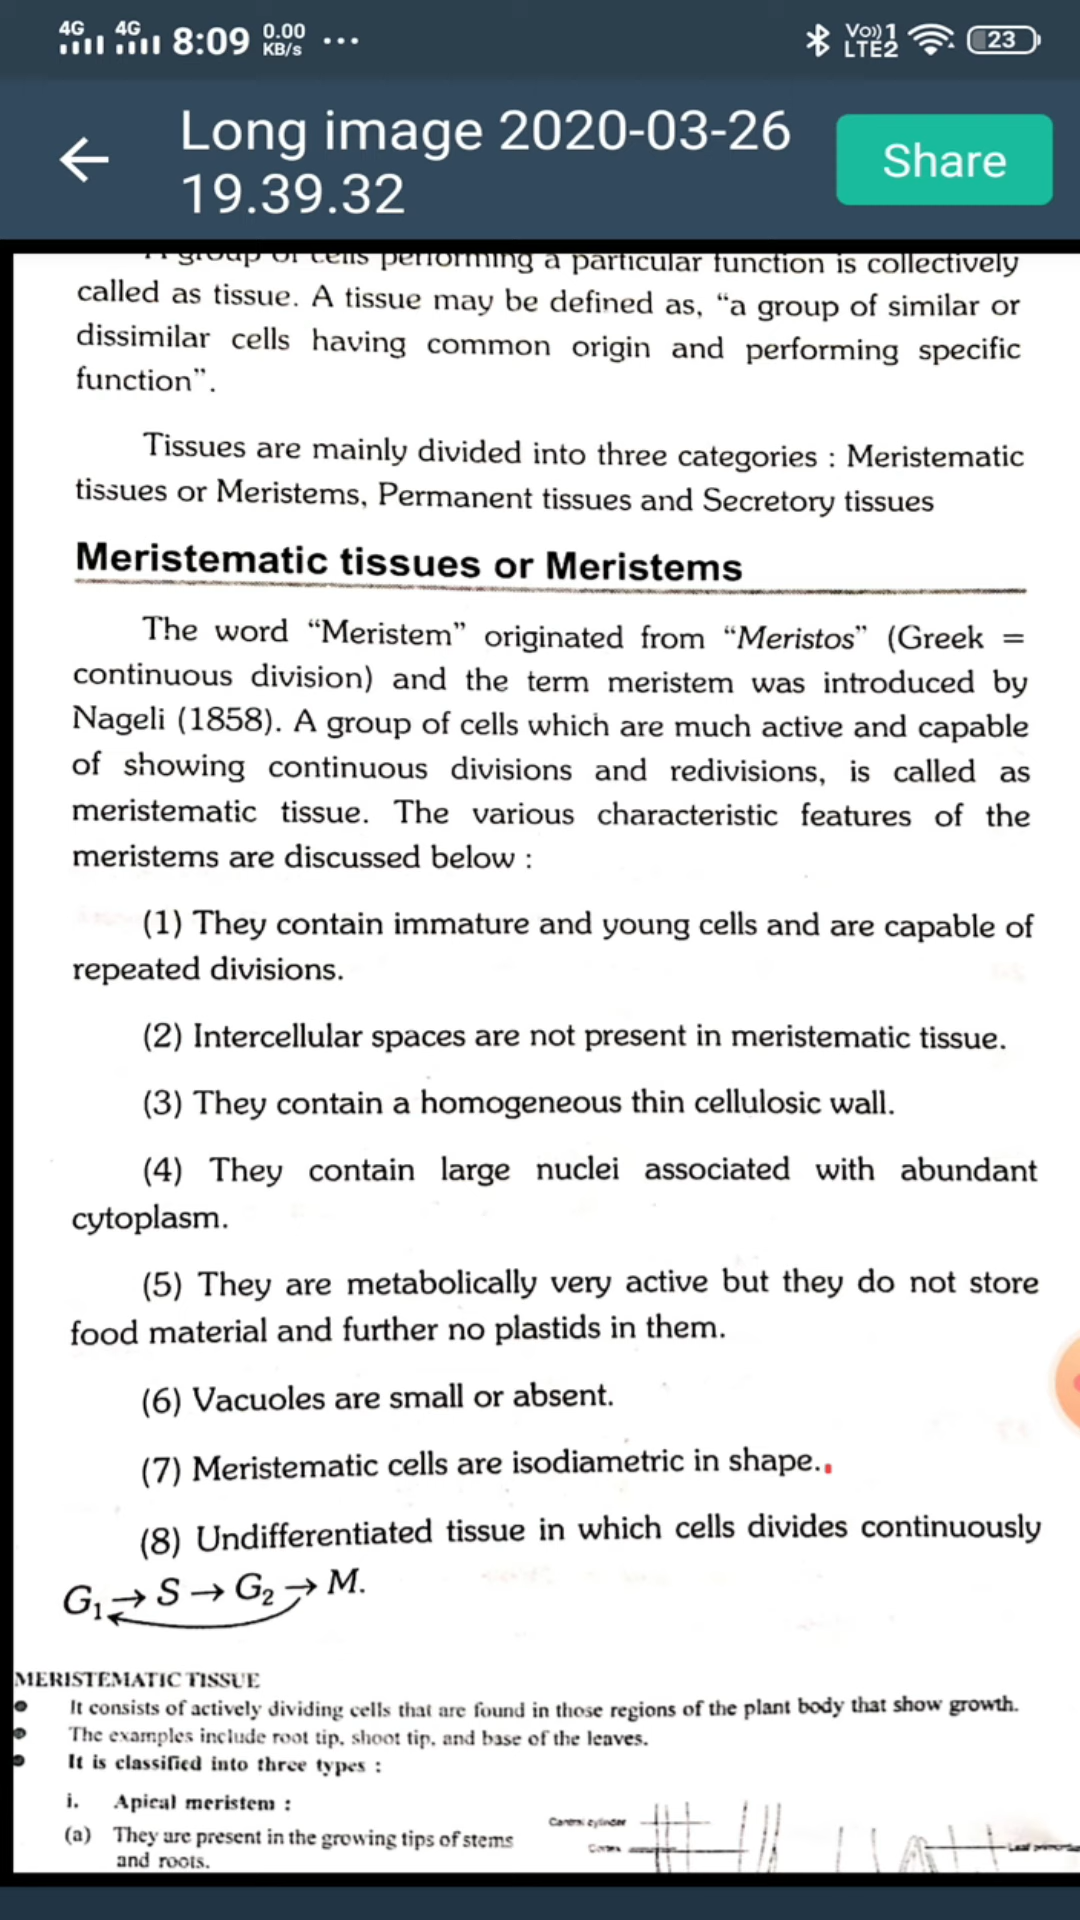 4G 4G 8:09 0.00 KB/s ... Vo)) 1 LTE2 23
Long image 2020-03-26
19.39.32
Share
A group of cells performing a particular function is collectively
called as tissue. A tissue may be defined as, “a group of similar or
dissimilar cells having common origin and performing specific
function”.
Tissues are mainly divided into three categories : Meristematic
tissues or Meristems, Permanent tissues and Secretory tissues
Meristematic tissues or Meristems
The word “Meristem” originated from “Meristos” (Greek =
continuous division) and the term meristem was introduced by
Nageli (1858). A group of cells which are much active and capable
of showing continuous divisions and redivisions, is called as
meristematic tissue. The various characteristic features of the
meristems are discussed below :
(1) They contain immature and young cells and are capable of
repeated divisions.
(2) Intercellular spaces are not present in meristematic tissue.
(3) They contain a homogeneous thin cellulosic wall.
(4) They contain large nuclei associated with abundant
cytoplasm.
(5) They are metabolically very active but they do not store
food material and further no plastids in them.
(6) Vacuoles are small or absent.
(7) Meristematic cells are isodiametric in shape.
(8) Undifferentiated tissue in which cells divides continuously
G₁ → S → G₂ → M.
MERISTEMATIC TISSUE
• It consists of actively dividing cells that are found in those regions of the plant body that show growth.
• The examples include root tip, shoot tip, and base of the leaves.
• It is classified into three types :
i. Apical meristem :
(a) They are present in the growing tips of stems
and roots.
Central cylinder
Cortex
Leaf